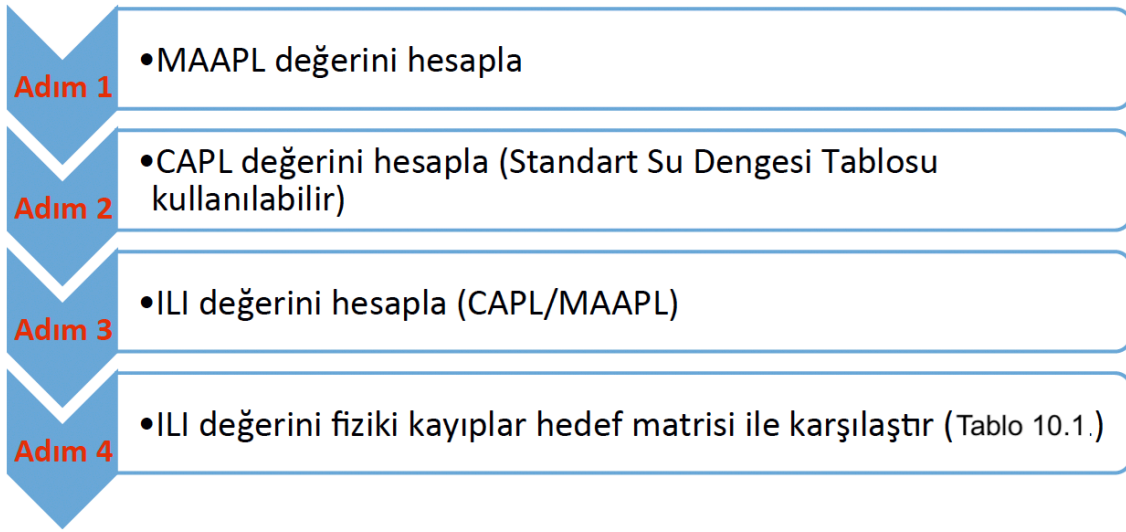 Adım 1
•MAAPL değerini hesapla
Adım 2
•CAPL değerini hesapla (Standart Su Dengesi Tablosu
kullanılabilir)
Adım 3
•ILI değerini hesapla (CAPL/MAAPL)
Adım 4
•ILI değerini fiziki kayıplar hedef matrisi ile karşılaştır (Tablo 10.1.)